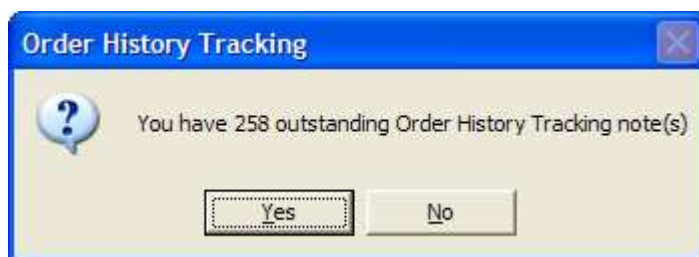 Order History Tracking
You have 258 outstanding Order History Tracking note(s)
Yes No